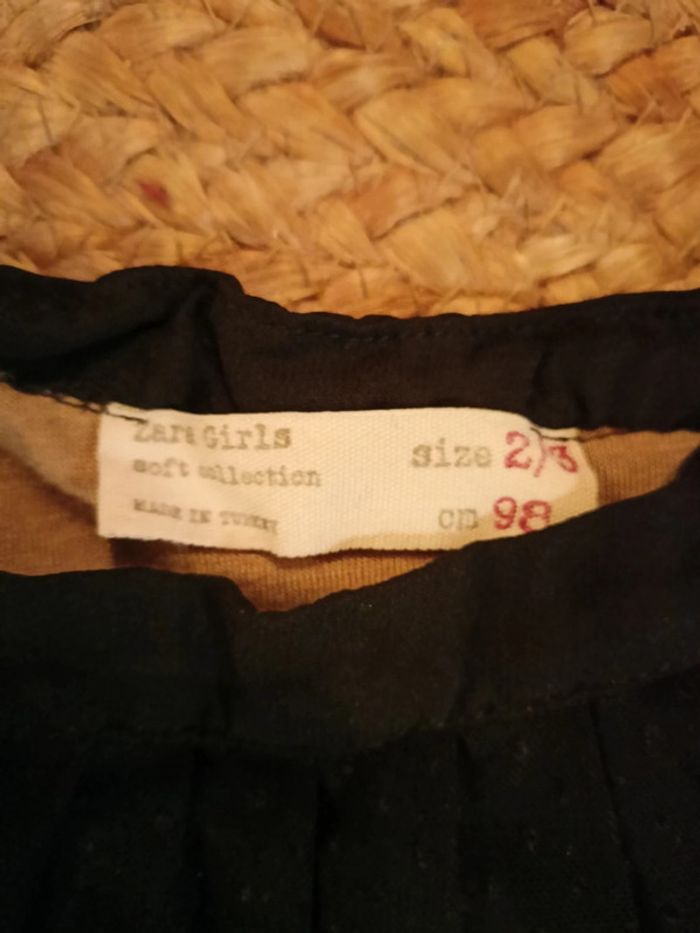 Zara Girls
soft collection
MADE IN TURKEY
size 2/3
cm 98